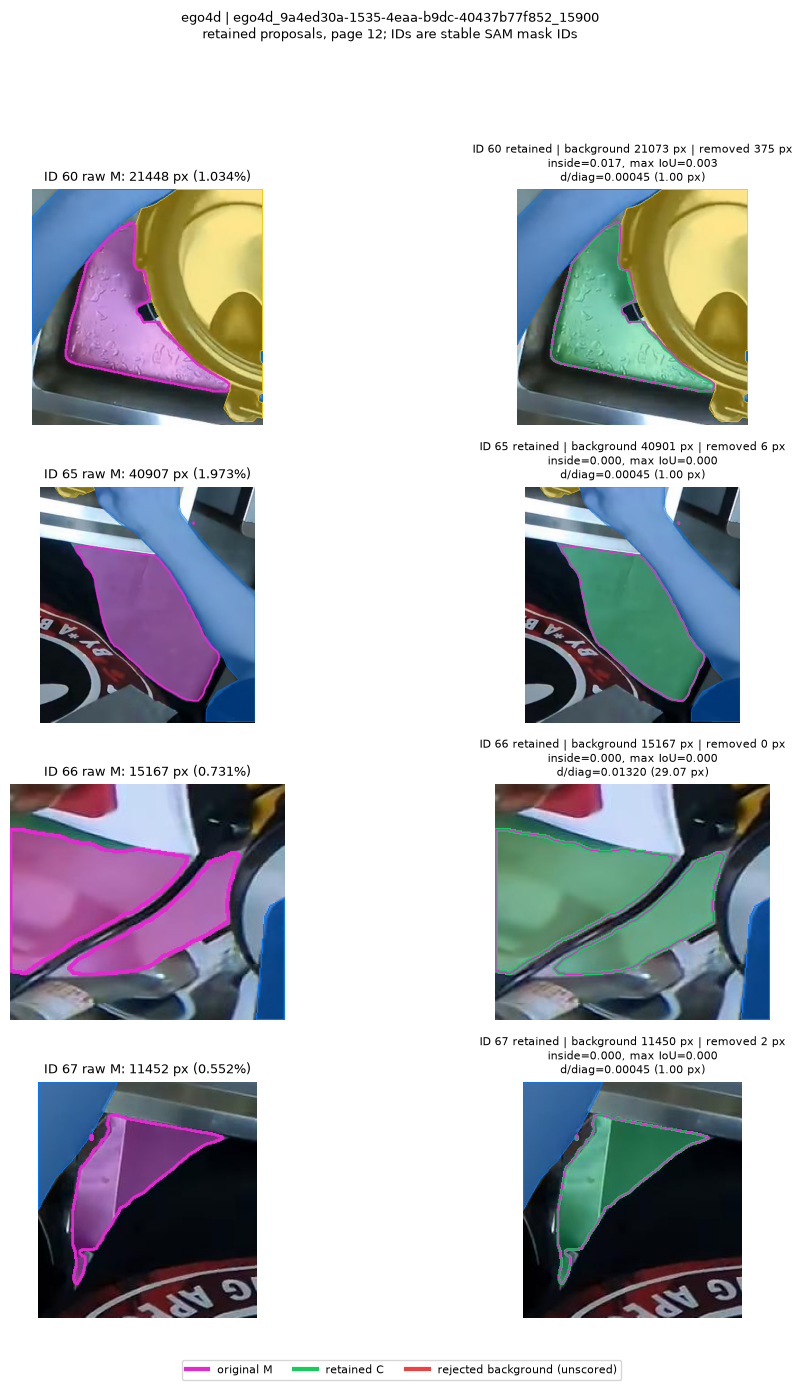 ego4d | ego4d_9a4ed30a-1535-4eaa-b9dc-40437b77f852_15900
retained proposals, page 12; IDs are stable SAM mask IDs
ID 60 raw M: 21448 px (1.034%)
ID 60 retained | background 21073 px | removed 375 px
inside=0.017, max IoU=0.003
d/diag=0.00045 (1.00 px)
ID 65 raw M: 40907 px (1.973%)
ID 65 retained | background 40901 px | removed 6 px
inside=0.000, max IoU=0.000
d/diag=0.00045 (1.00 px)
BY*A B
BY*A B
ID 66 raw M: 15167 px (0.731%)
ID 66 retained | background 15167 px | removed 0 px
inside=0.000, max IoU=0.000
d/diag=0.01320 (29.07 px)
ID 67 raw M: 11452 px (0.552%)
ID 67 retained | background 11450 px | removed 2 px
inside=0.000, max IoU=0.000
d/diag=0.00045 (1.00 px)
NG APE
NG APE
original M
retained C
rejected background (unscored)